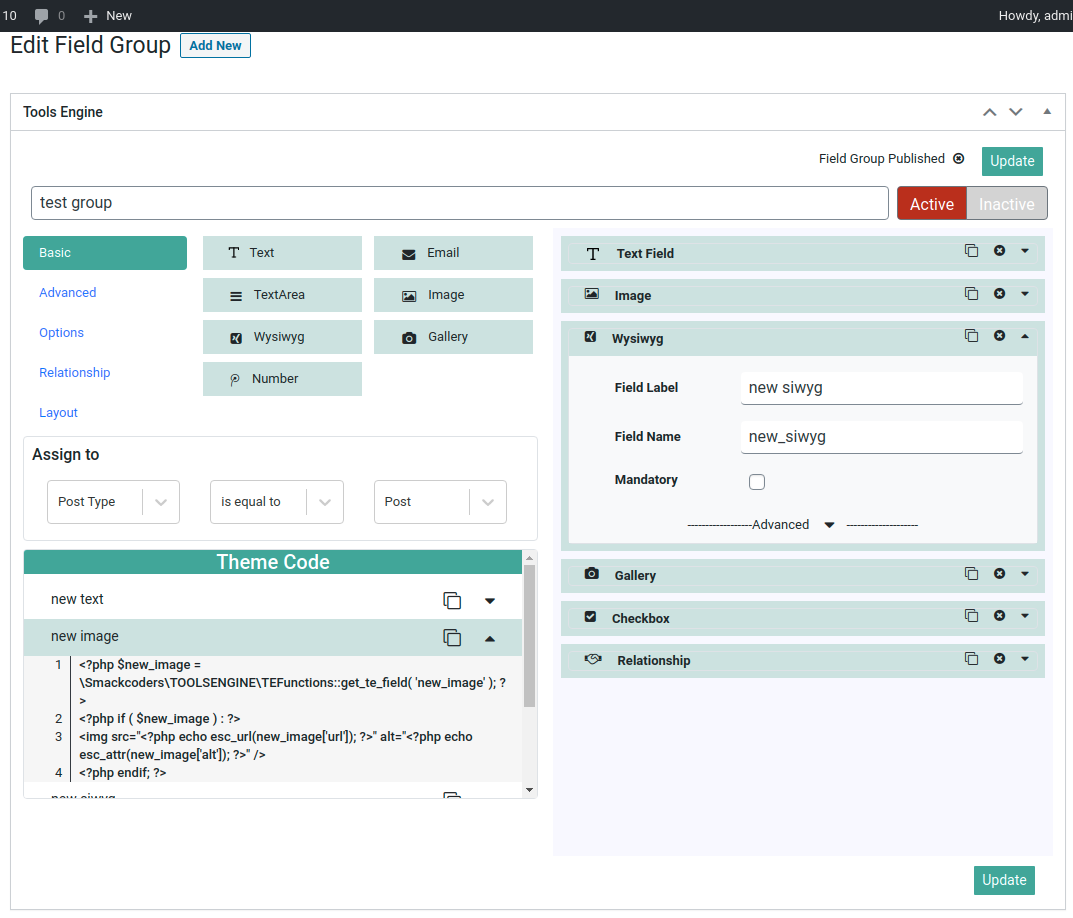 10 0 New Howdy, admi
Edit Field Group Add New
Tools Engine
Field Group Published Update
test group Active Inactive
Basic
Advanced
Options
Relationship
Layout
Text Email
TextArea Image
Wysiwyg Gallery
Number
Assign to
Post Type is equal to Post
Theme Code
new text
new image
1 <?php $new_image =
\Smackcoders\TOOLSENGINE\TEFunctions::get_te_field( 'new_image' ); ?
>
2 <?php if ( $new_image ) : ?>
3 <img src="<?php echo esc_url(new_image['url']); ?>" alt="<?php echo
esc_attr(new_image['alt']); ?>" />
4 <?php endif; ?>
new siwyg
Text Field
Image
Wysiwyg
Field Label new siwyg
Field Name new_siwyg
Mandatory
------------------Advanced --------------------
Gallery
Checkbox
Relationship
Update